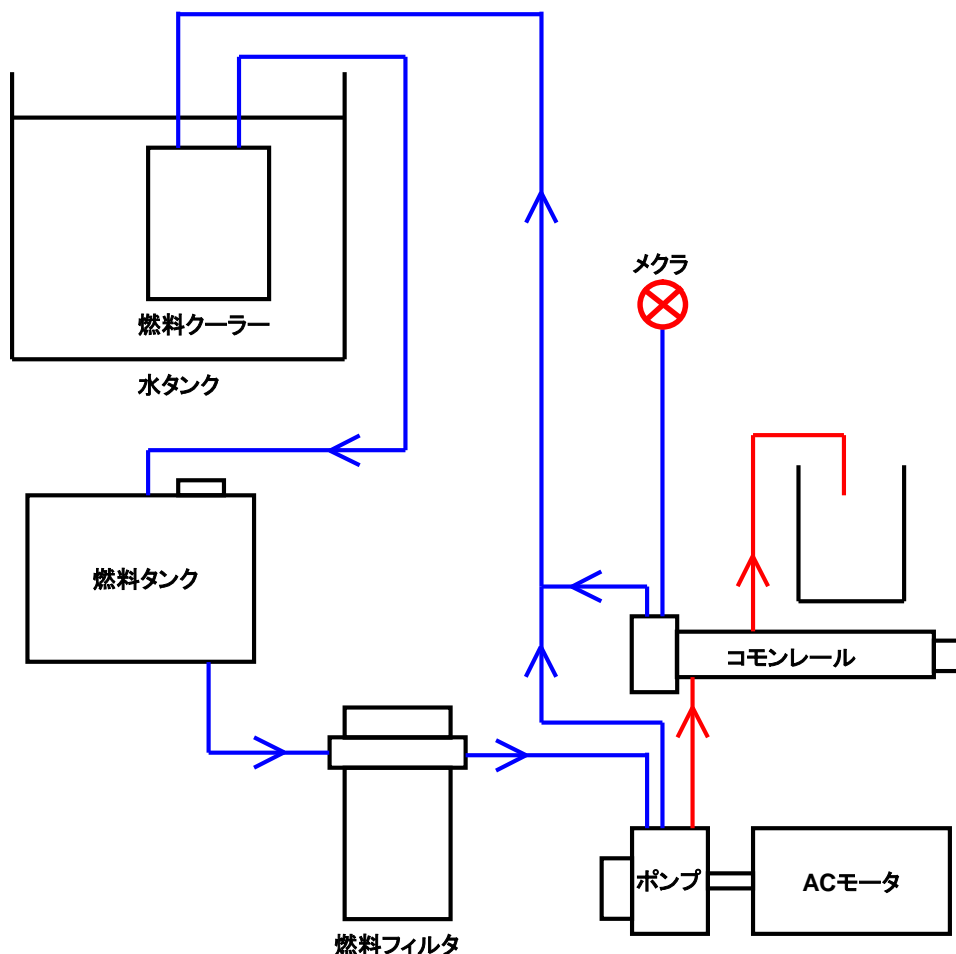 メクラ
燃料クーラー
水タンク
燃料タンク
コモンレール
ポンプ
ACモータ
燃料フィルタ